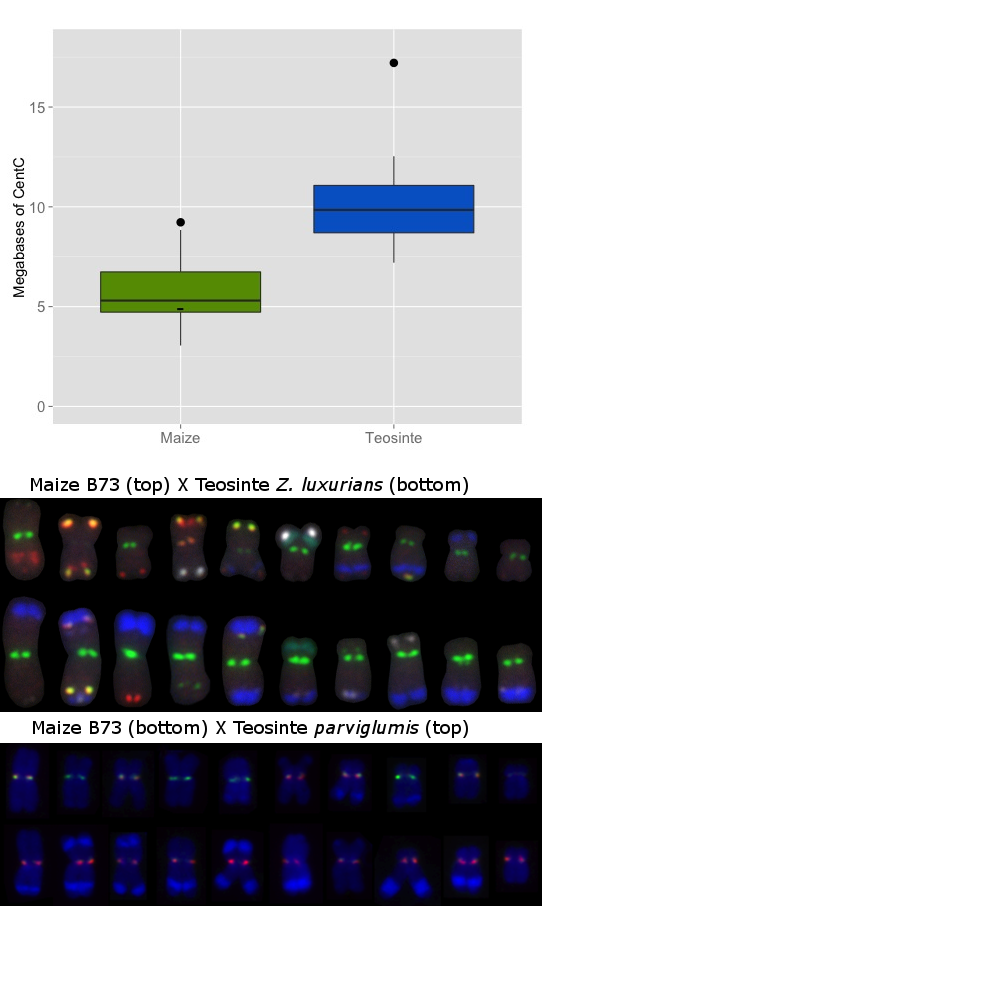 15
10
5
0
Megabases of CentC
Maize Teosinte
Maize B73 (top) X Teosinte Z. luxurians (bottom)
Maize B73 (bottom) X Teosinte parviglumis (top)